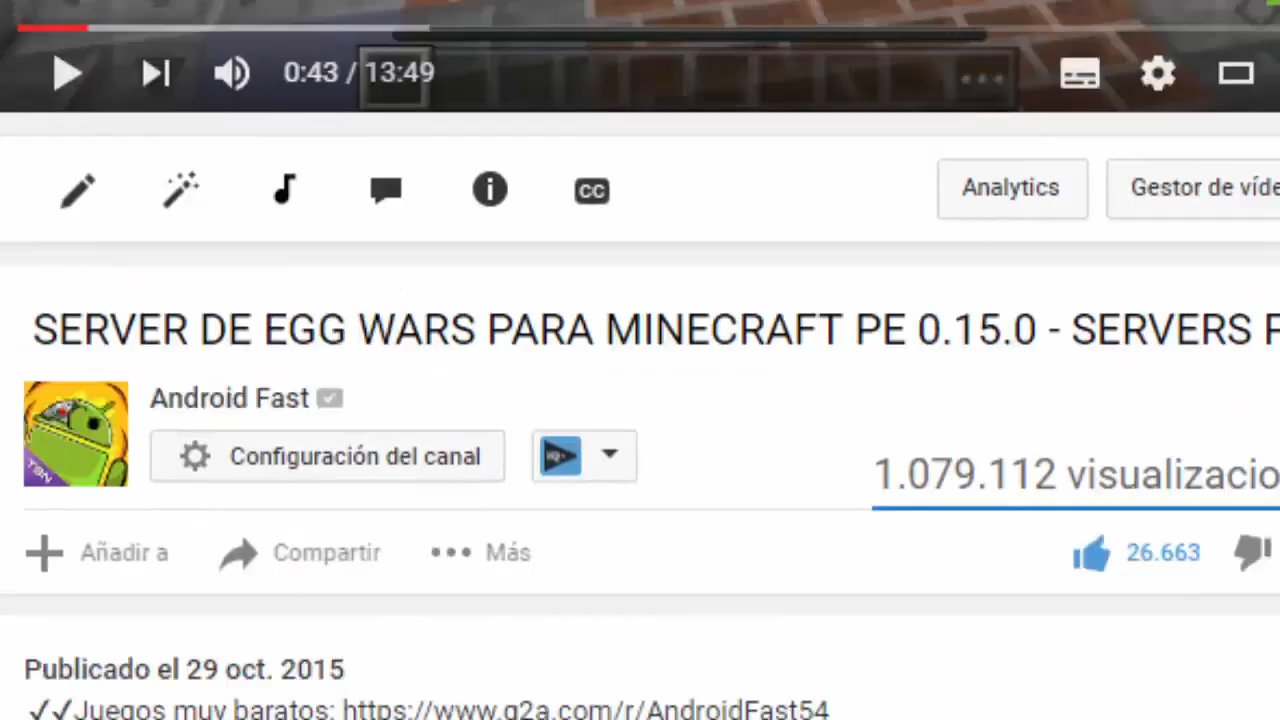 0:43 / 13:49
CC
Analytics
Gestor de víde
SERVER DE EGG WARS PARA MINECRAFT PE 0.15.0 - SERVERS P
Android Fast
TBN
Configuración del canal
1.079.112 visualizacio
Añadir a
Compartir
Más
26.663
Publicado el 29 oct. 2015
✓✓Juegos muy baratos: https://www.g2a.com/r/AndroidFast54